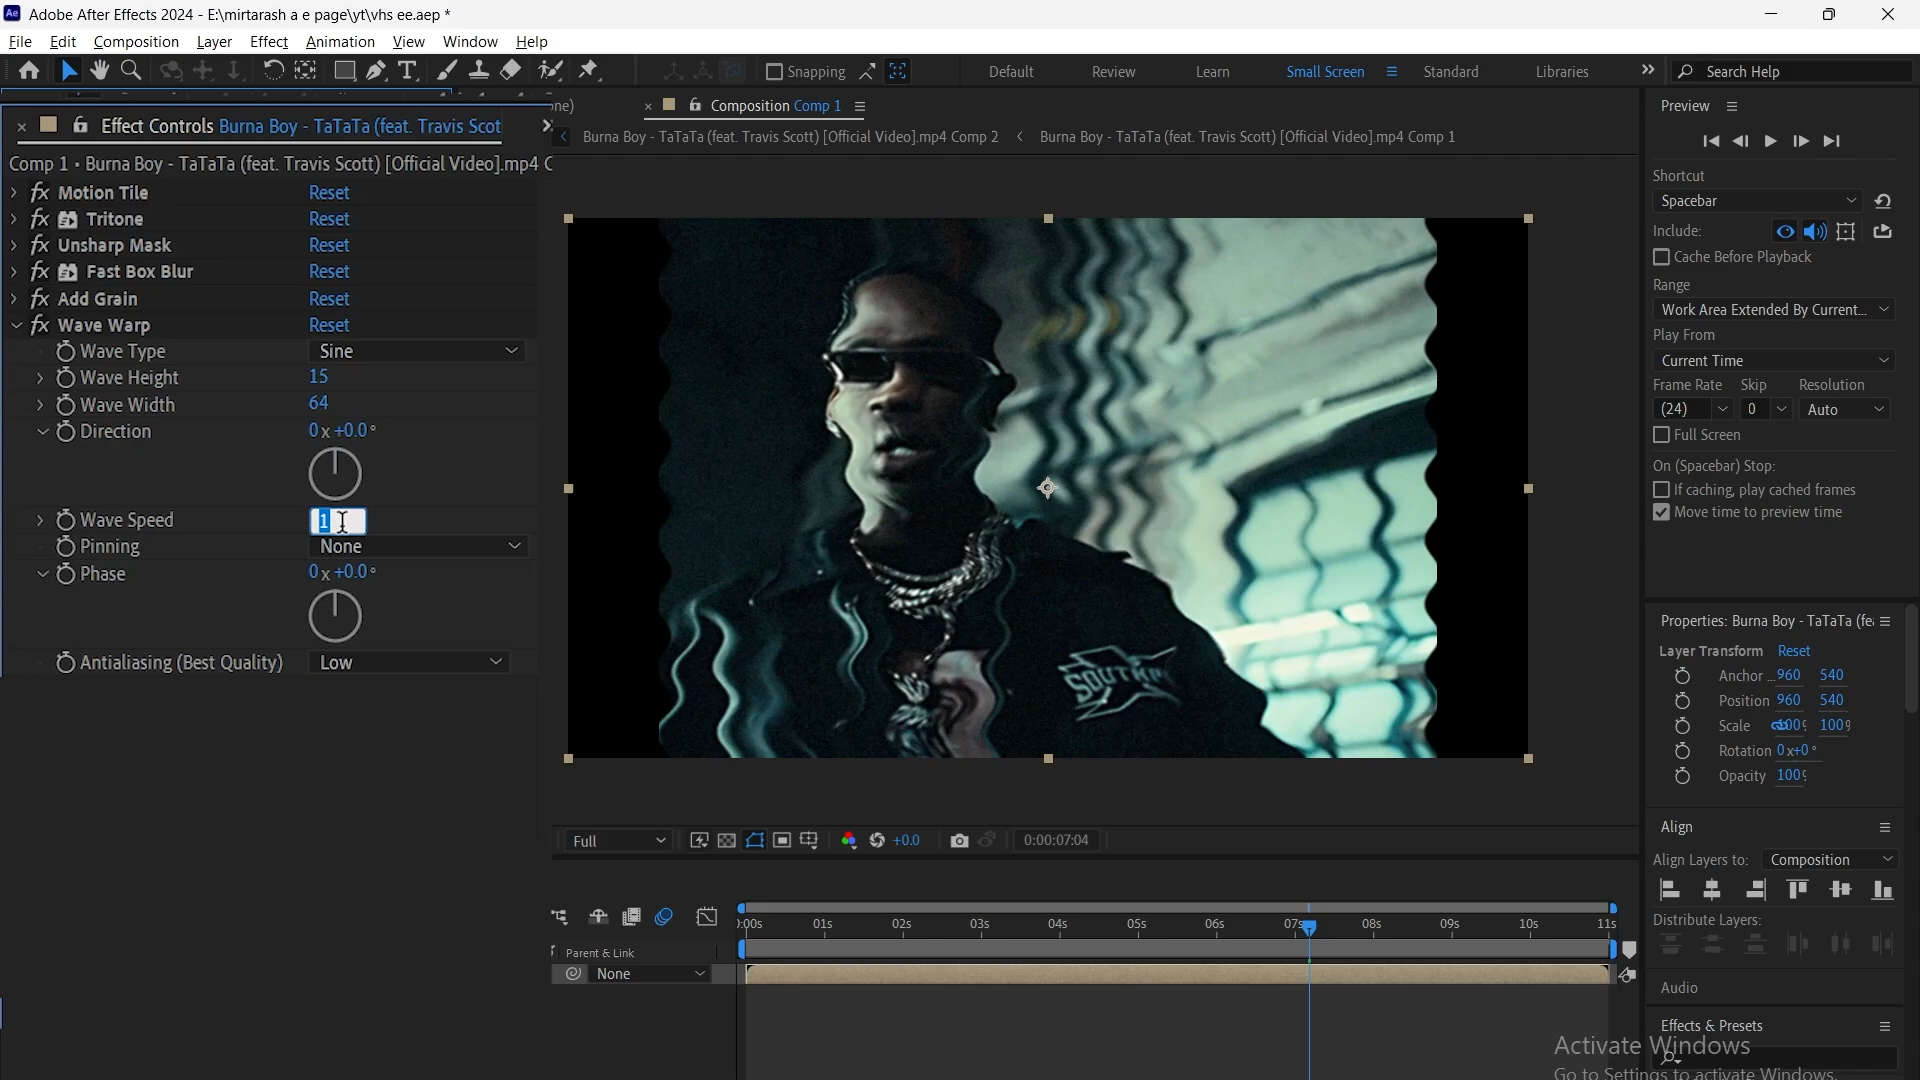 Adobe After Effects 2024 - E:\mirtarash a e page\yt\vhs ee.aep *
File Edit Composition Layer Effect Animation View Window Help
Snapping Default Review Learn Small Screen Standard Libraries Search Help
Effect Controls Burna Boy - TaTaTa (feat. Travis Scot
Comp 1 • Burna Boy - TaTaTa (feat. Travis Scott) [Official Video].mp4 C
Motion Tile Reset
Tritone Reset
Unsharp Mask Reset
Fast Box Blur Reset
Add Grain Reset
Wave Warp Reset
Wave Type Sine
Wave Height 15
Wave Width 64
Direction 0x+0.0°
Wave Speed 1
Pinning None
Phase 0x+0.0°
Antialiasing (Best Quality) Low
one) Composition Comp 1
Burna Boy - TaTaTa (feat. Travis Scott) [Official Video].mp4 Comp 2 < Burna Boy - TaTaTa (feat. Travis Scott) [Official Video].mp4 Comp 1
Full +0.0 0:00:07:04
):00s 01s 02s 03s 04s 05s 06s 07s 08s 09s 10s 11s
Parent & Link
None
Preview
Shortcut
Spacebar
Include:
Cache Before Playback
Range
Work Area Extended By Current...
Play From
Current Time
Frame Rate Skip Resolution
(24) 0 Auto
Full Screen
On (Spacebar) Stop:
If caching, play cached frames
Move time to preview time
Properties: Burna Boy - TaTaTa (fe
Layer Transform Reset
Anchor ... 960 540
Position 960 540
Scale 100% 100%
Rotation 0x+0°
Opacity 100%
Align
Align Layers to: Composition
Distribute Layers:
Audio
Effects & Presets
Activate Windows
Go to Settings to activate Windows.